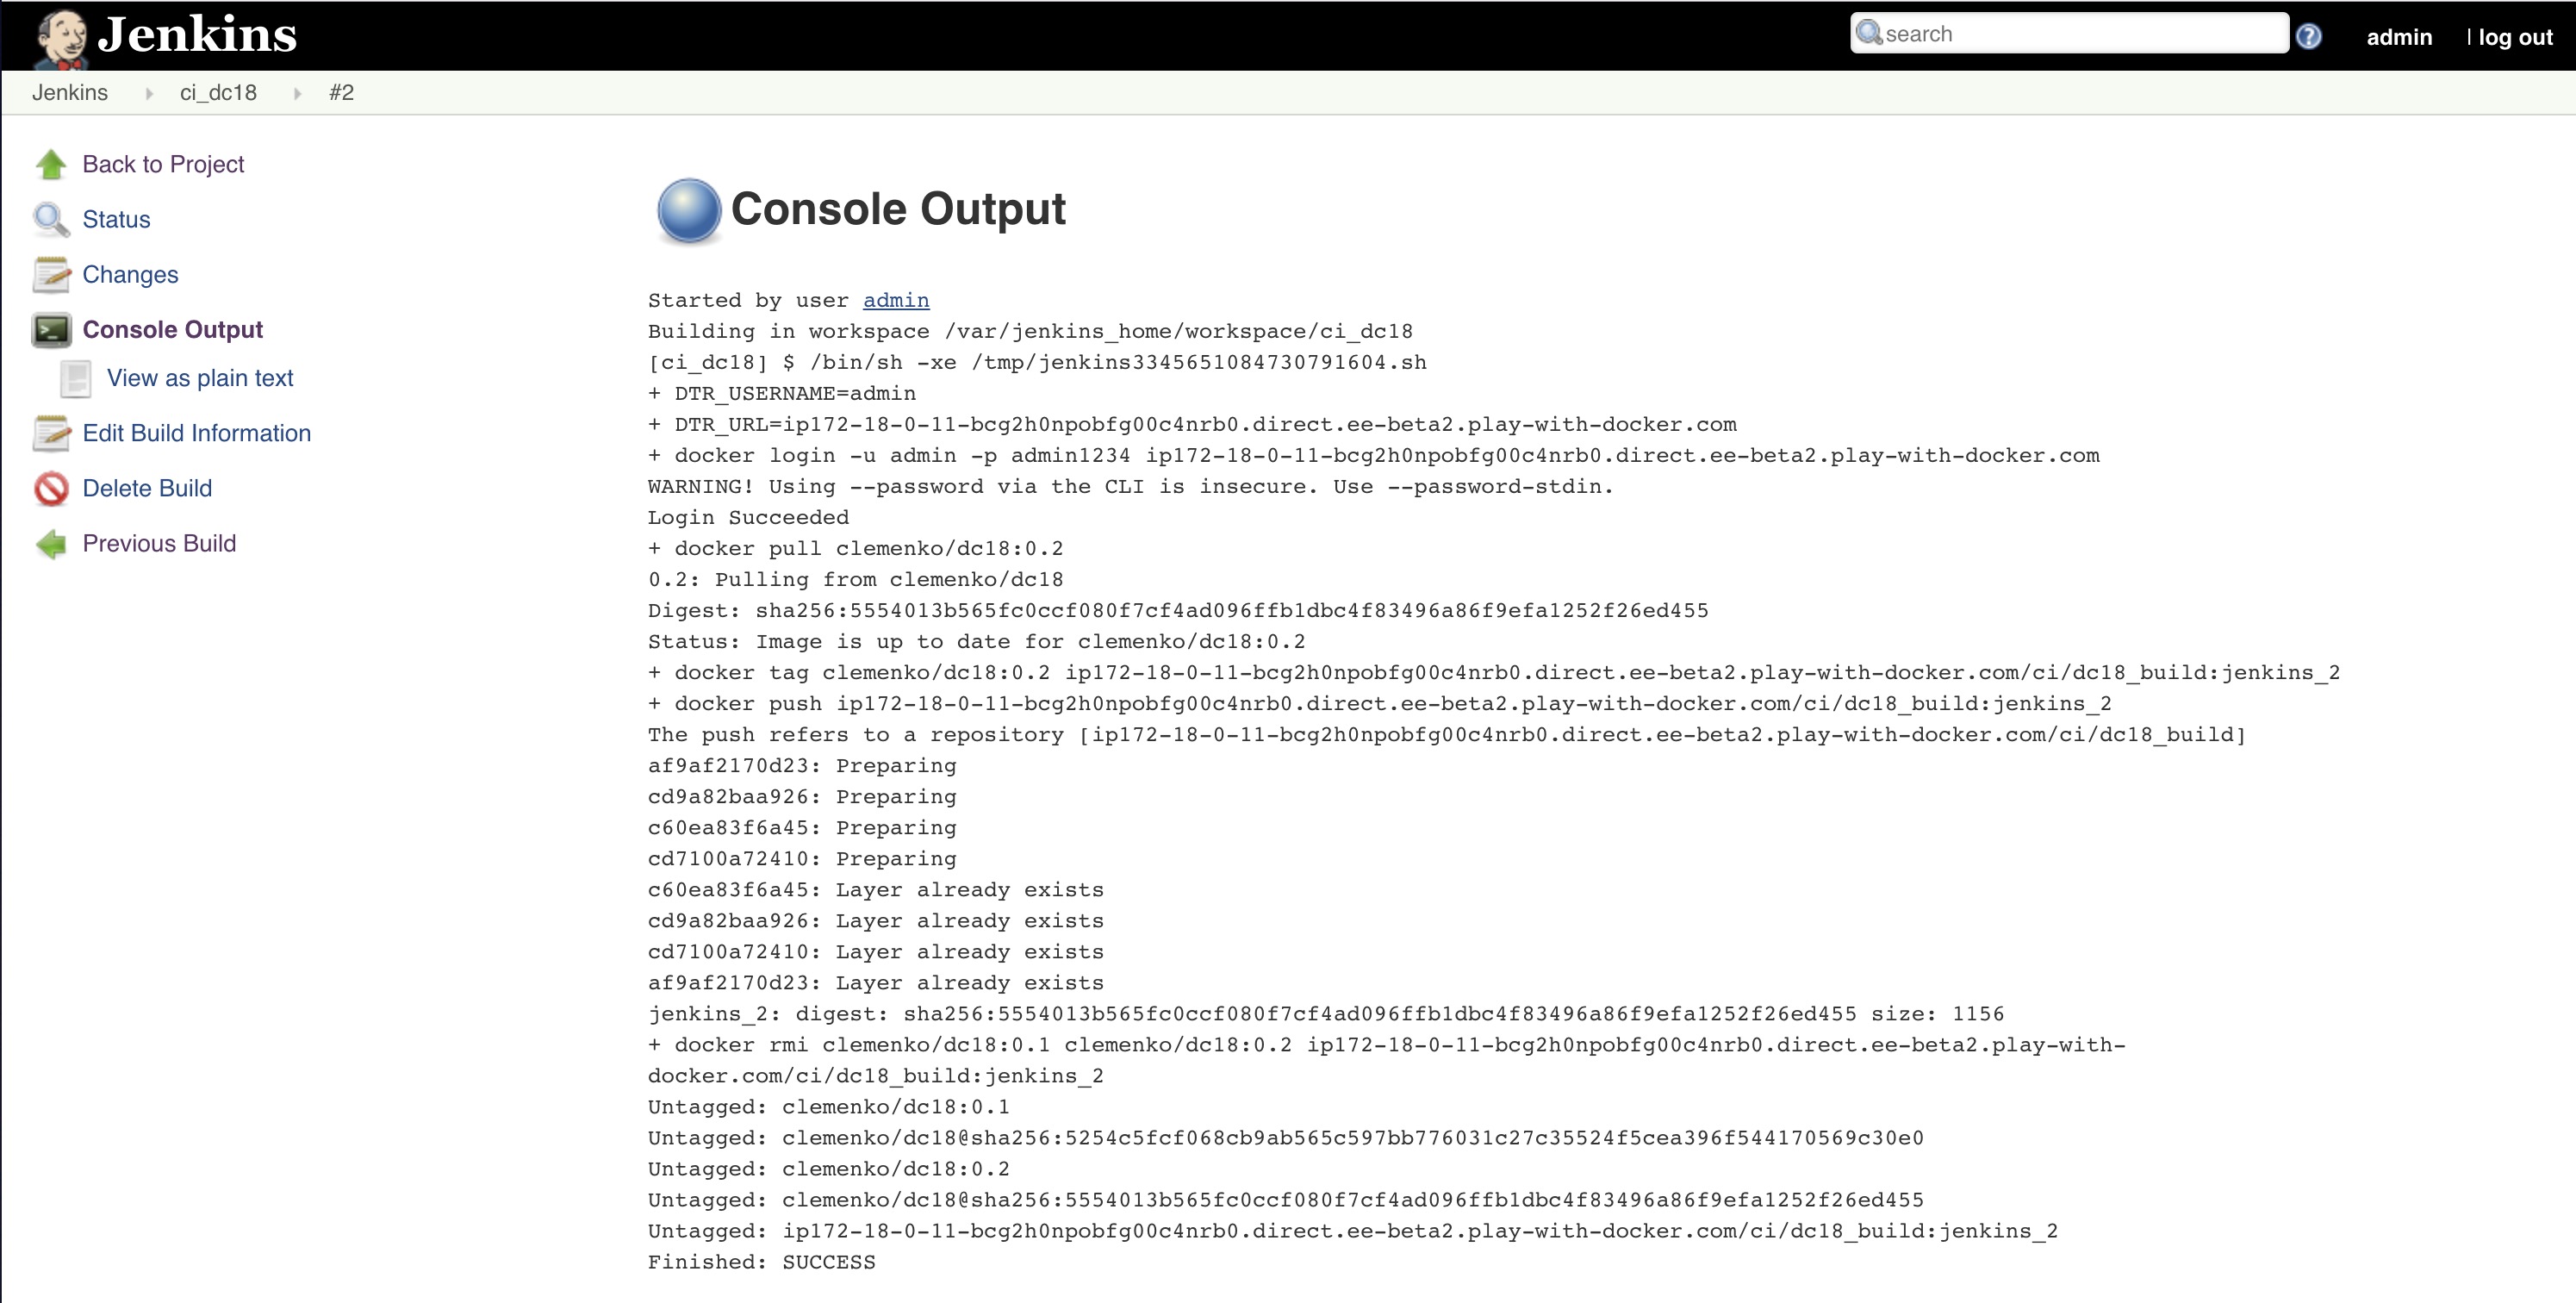 Jenkins
search
admin
| log out
Jenkins
ci_dc18
#2
Back to Project
Status
Changes
Console Output
View as plain text
Edit Build Information
Delete Build
Previous Build
Console Output
Started by user admin
Building in workspace /var/jenkins_home/workspace/ci_dc18
[ci_dc18] $ /bin/sh -xe /tmp/jenkins3345651084730791604.sh
+ DTR_USERNAME=admin
+ DTR_URL=ip172-18-0-11-bcg2h0npobfg00c4nrb0.direct.ee-beta2.play-with-docker.com
+ docker login -u admin -p admin1234 ip172-18-0-11-bcg2h0npobfg00c4nrb0.direct.ee-beta2.play-with-docker.com
WARNING! Using --password via the CLI is insecure. Use --password-stdin.
Login Succeeded
+ docker pull clemenko/dc18:0.2
0.2: Pulling from clemenko/dc18
Digest: sha256:5554013b565fc0ccf080f7cf4ad096ffb1dbc4f83496a86f9efa1252f26ed455
Status: Image is up to date for clemenko/dc18:0.2
+ docker tag clemenko/dc18:0.2 ip172-18-0-11-bcg2h0npobfg00c4nrb0.direct.ee-beta2.play-with-docker.com/ci/dc18_build:jenkins_2
+ docker push ip172-18-0-11-bcg2h0npobfg00c4nrb0.direct.ee-beta2.play-with-docker.com/ci/dc18_build:jenkins_2
The push refers to a repository [ip172-18-0-11-bcg2h0npobfg00c4nrb0.direct.ee-beta2.play-with-docker.com/ci/dc18_build]
af9af2170d23: Preparing
cd9a82baa926: Preparing
c60ea83f6a45: Preparing
cd7100a72410: Preparing
c60ea83f6a45: Layer already exists
cd9a82baa926: Layer already exists
cd7100a72410: Layer already exists
af9af2170d23: Layer already exists
jenkins_2: digest: sha256:5554013b565fc0ccf080f7cf4ad096ffb1dbc4f83496a86f9efa1252f26ed455 size: 1156
+ docker rmi clemenko/dc18:0.1 clemenko/dc18:0.2 ip172-18-0-11-bcg2h0npobfg00c4nrb0.direct.ee-beta2.play-with-
docker.com/ci/dc18_build:jenkins_2
Untagged: clemenko/dc18:0.1
Untagged: clemenko/dc18@sha256:5254c5fcf068cb9ab565c597bb776031c27c35524f5cea396f544170569c30e0
Untagged: clemenko/dc18:0.2
Untagged: clemenko/dc18@sha256:5554013b565fc0ccf080f7cf4ad096ffb1dbc4f83496a86f9efa1252f26ed455
Untagged: ip172-18-0-11-bcg2h0npobfg00c4nrb0.direct.ee-beta2.play-with-docker.com/ci/dc18_build:jenkins_2
Finished: SUCCESS